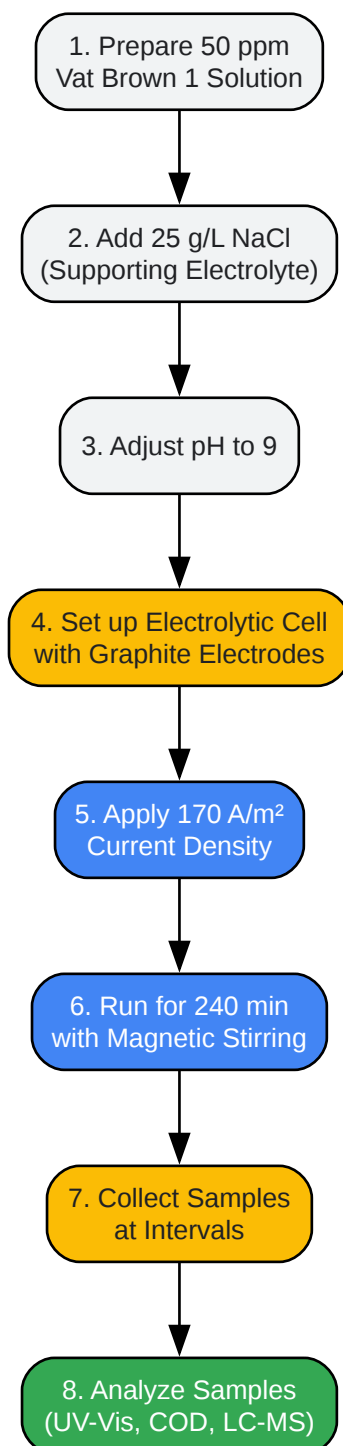 1. Prepare 50 ppm
Vat Brown 1 Solution
2. Add 25 g/L NaCl
(Supporting Electrolyte)
3. Adjust pH to 9
4. Set up Electrolytic Cell
with Graphite Electrodes
5. Apply 170 A/m²
Current Density
6. Run for 240 min
with Magnetic Stirring
7. Collect Samples
at Intervals
8. Analyze Samples
(UV-Vis, COD, LC-MS)